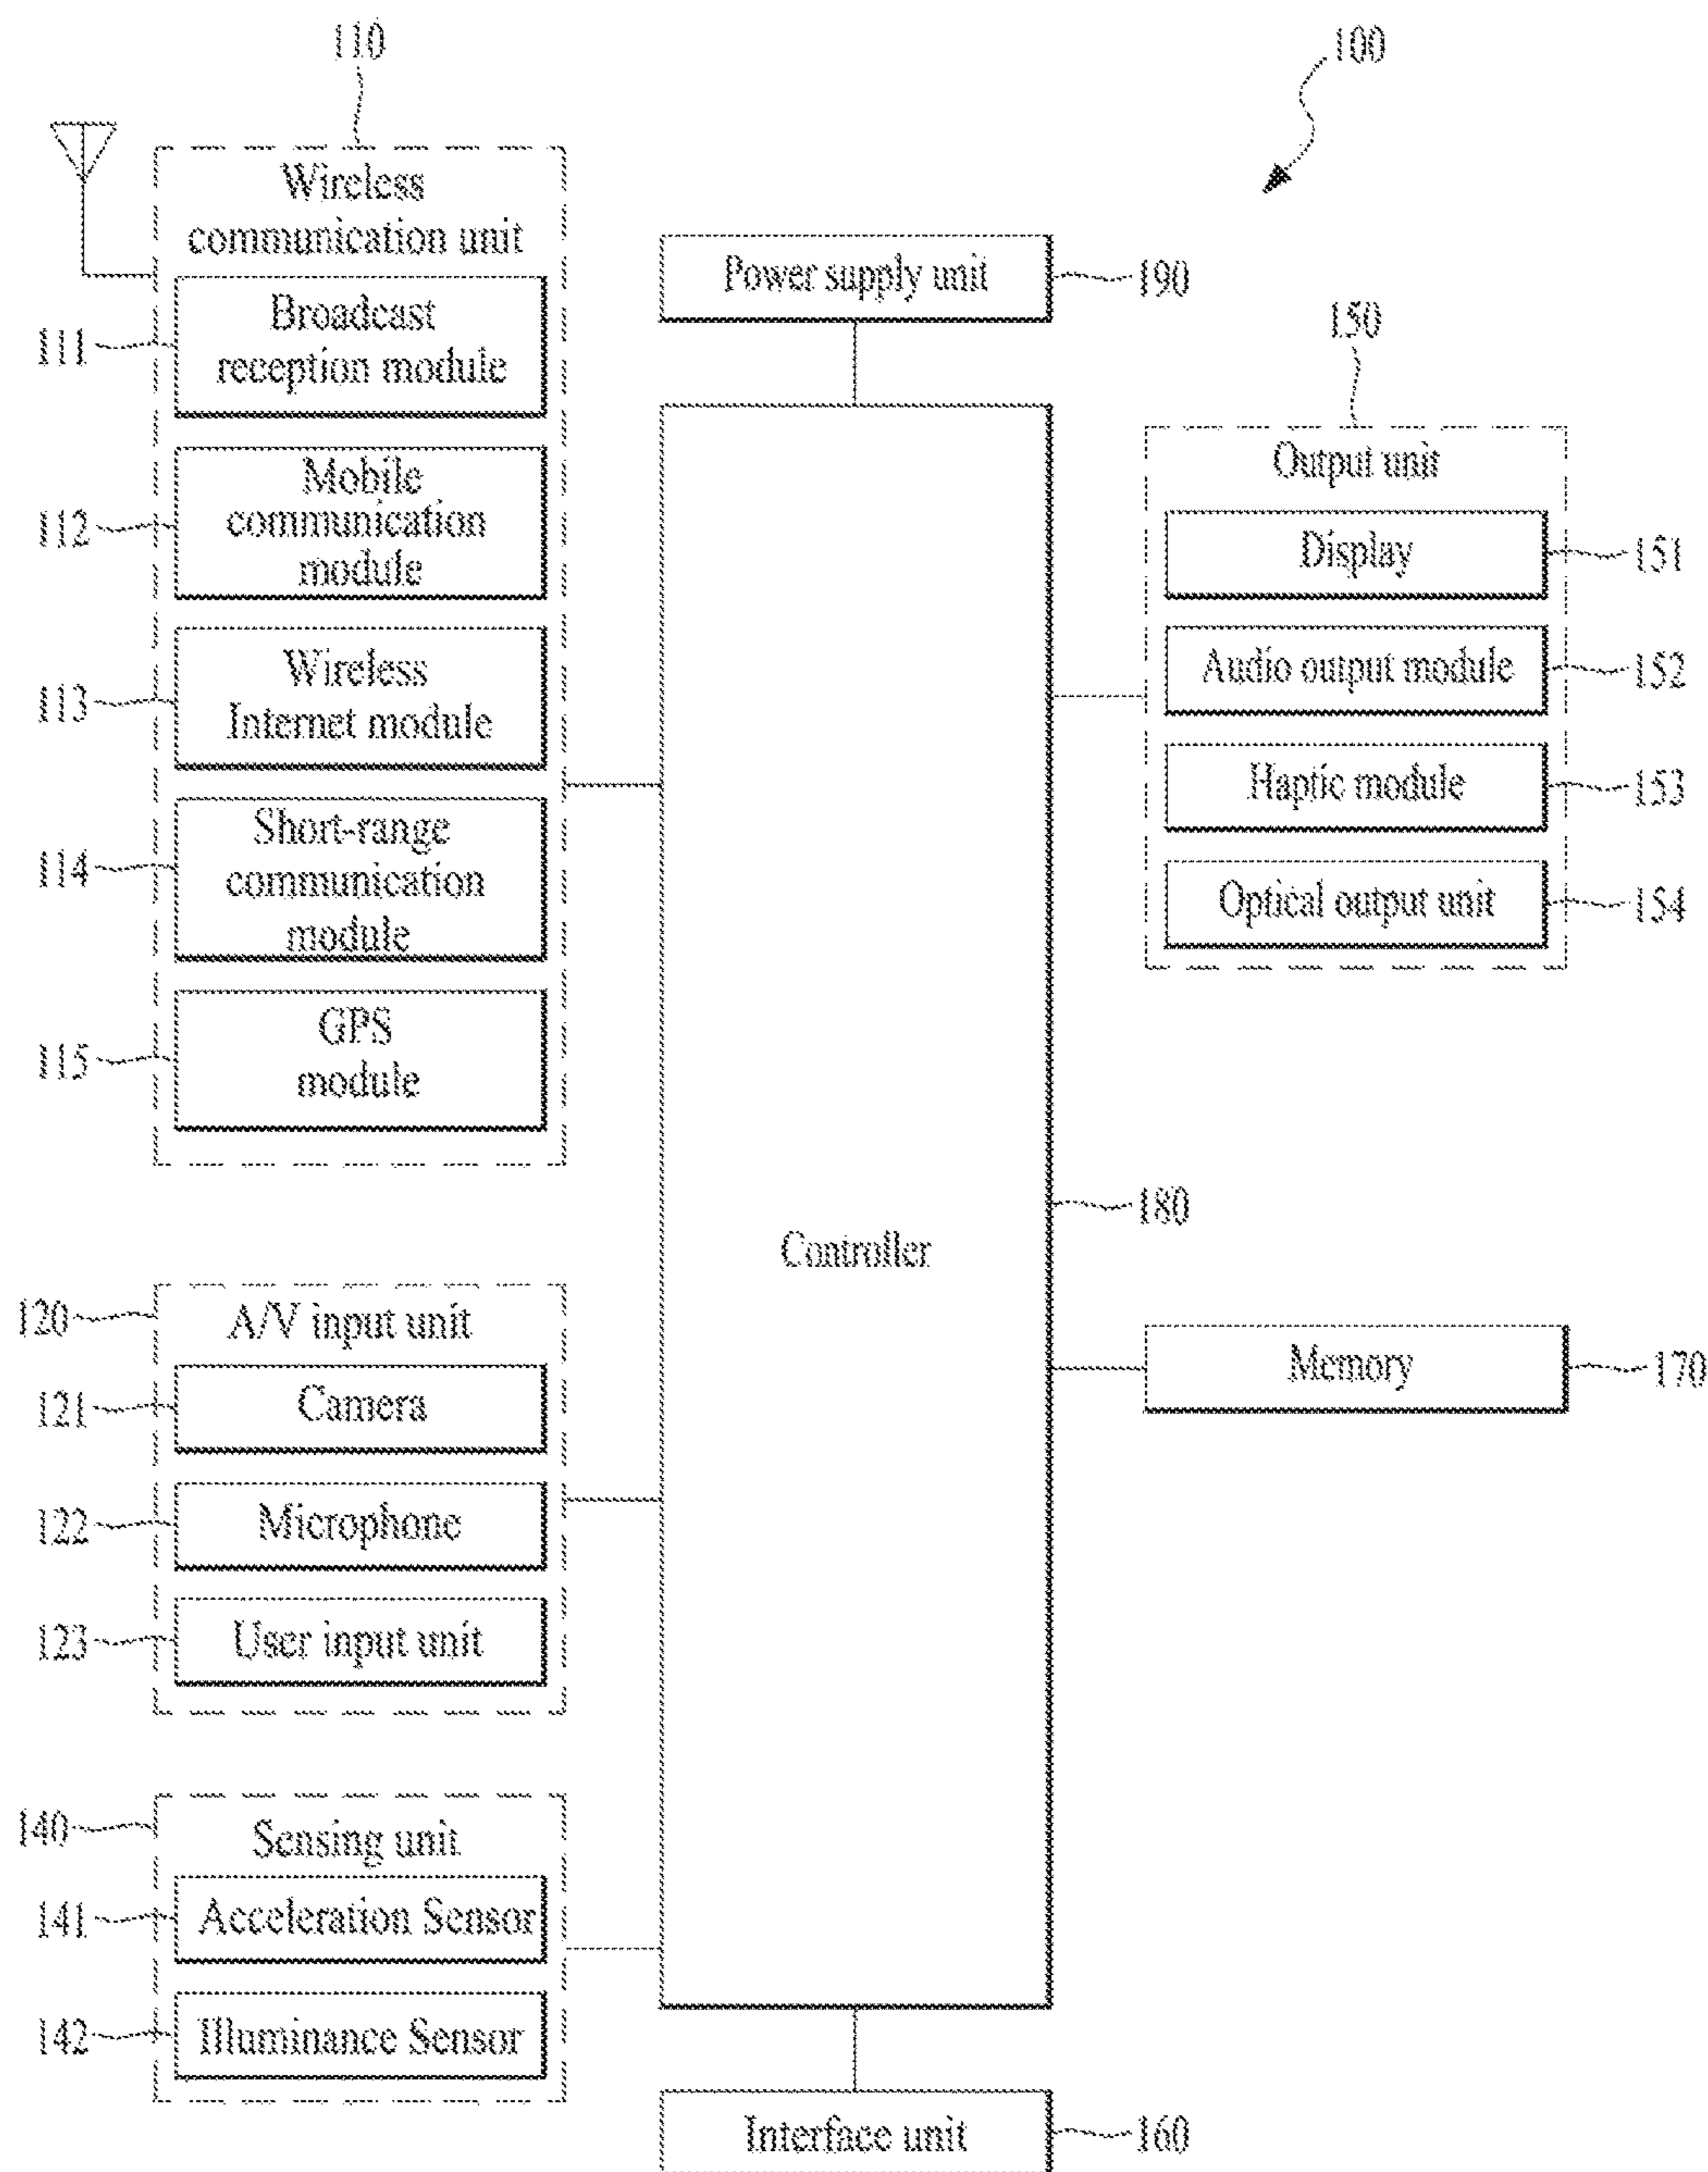 110
100
Wireless
communication unit
Power supply unit
190
Broadcast
reception module
111
150
Output unit
Mobile
communication
module
112
Display
151
Wireless
Internet module
113
Audio output module
152
Haptic module
153
Short-range
communication
module
114
Optical output unit
154
GPS
module
115
180
Controller
120
A/V input unit
Memory
170
121
Camera
122
Microphone
123
User input unit
140
Sensing unit
141
Acceleration Sensor
142
Illuminance Sensor
Interface unit
160